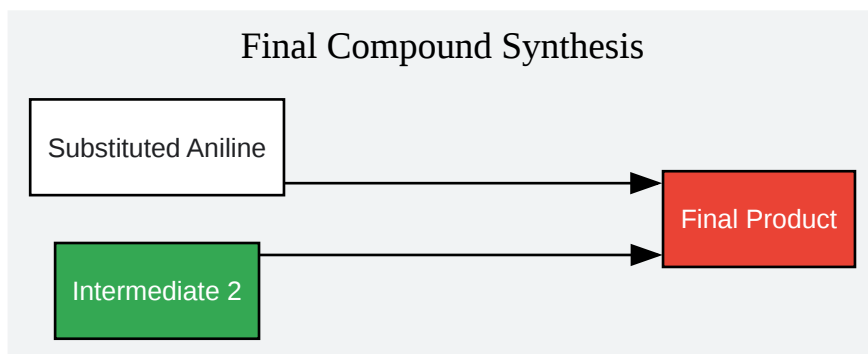 Final Compound Synthesis
Substituted Aniline
Final Product
Intermediate 2